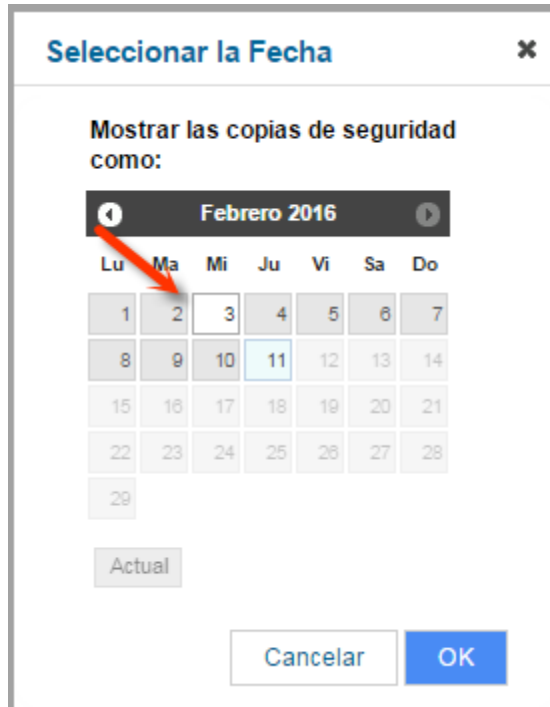 Seleccionar la Fecha ✖
Mostrar las copias de seguridad
como:
Febrero 2016
Lu Ma Mi Ju Vi Sa Do
1 2 3 4 5 6 7
8 9 10 11 12 13 14
15 16 17 18 19 20 21
22 23 24 25 26 27 28
29
Actual
Cancelar OK